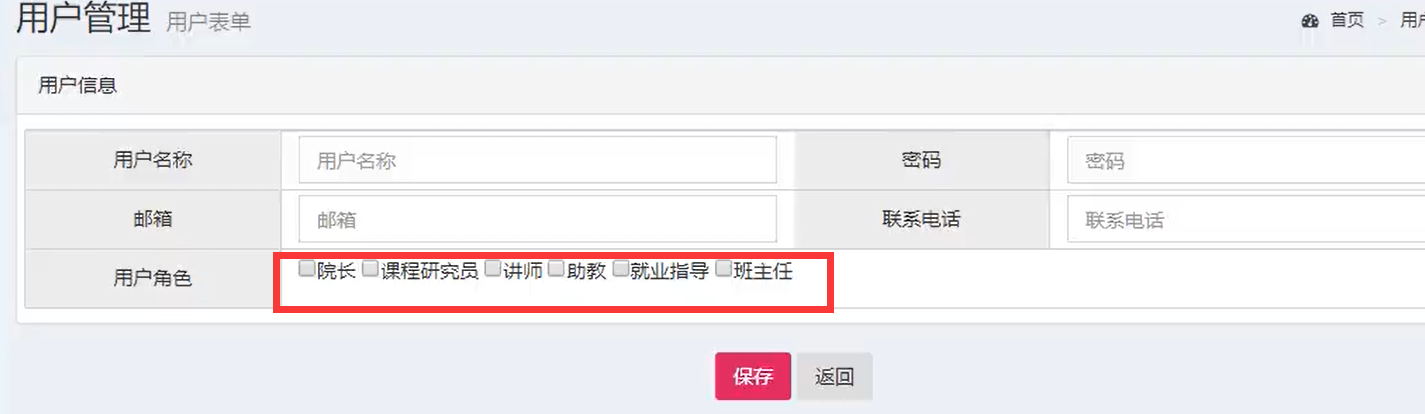 用户管理 用户表单 首页 > 用户
用户信息
用户名称 用户名称 密码 密码
邮箱 邮箱 联系电话 联系电话
用户角色 院长 课程研究员 讲师 助教 就业指导 班主任
保存 返回